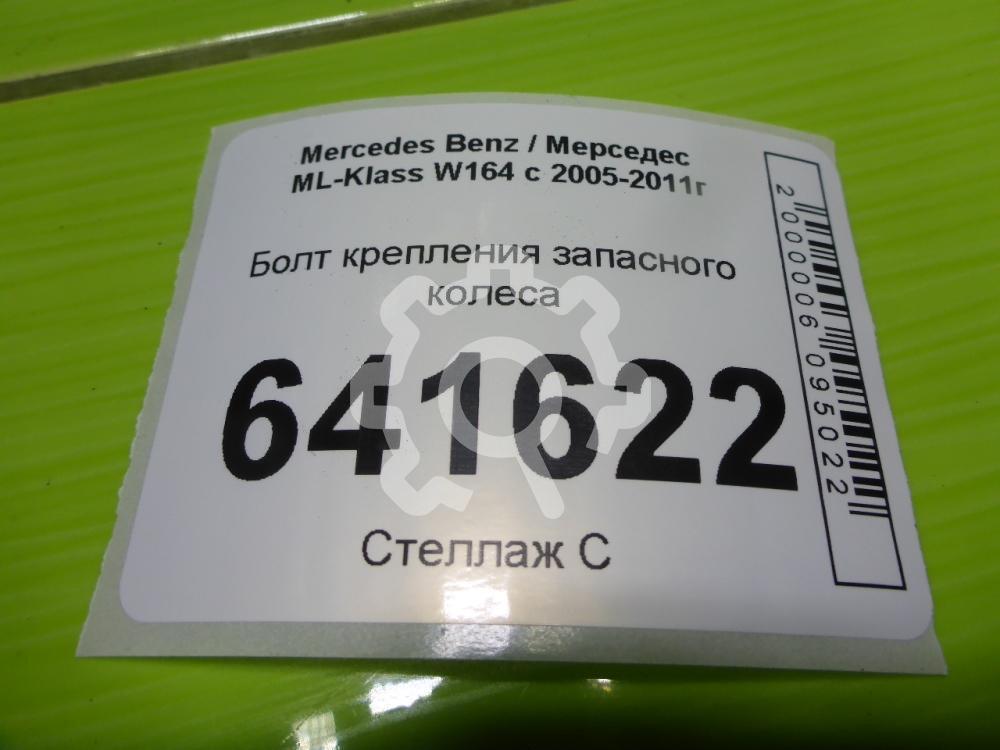 Mercedes Benz / Мерседес
ML-Klass W164 с 2005-2011г
Болт крепления запасного
колеса
641622
Стеллаж С
2000006095022